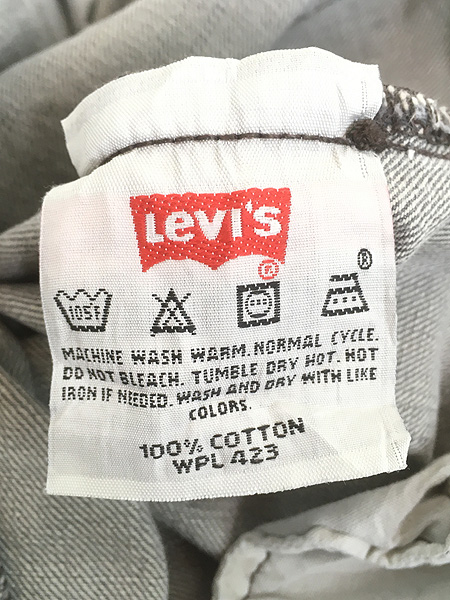 LEVI'S
®
®
105°
MACHINE WASH WARM. NORMAL CYCLE.
DO NOT BLEACH. TUMBLE DRY HOT. HOT
IRON IF NEEDED. WASH AND DRY WITH LIKE
COLORS.
100% COTTON
WPL 423